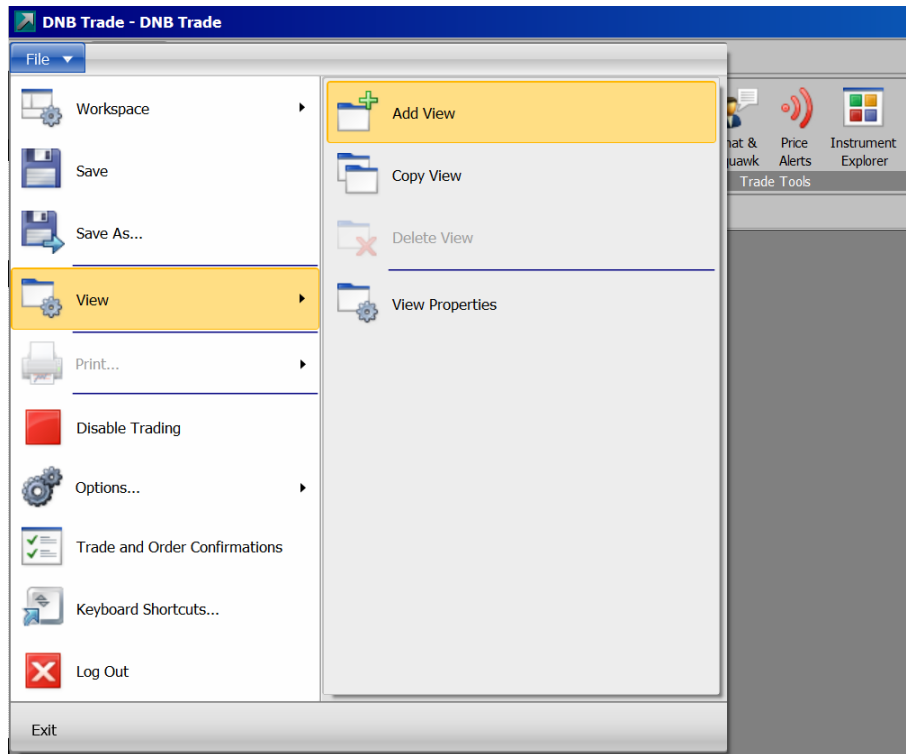 DNB Trade - DNB Trade
File
Workspace
Save
Save As...
View
Print...
Disable Trading
Options...
Trade and Order Confirmations
Keyboard Shortcuts...
Log Out
Exit
Add View
Copy View
Delete View
View Properties
Price Instrument
Alerts Explorer
Trade Tools